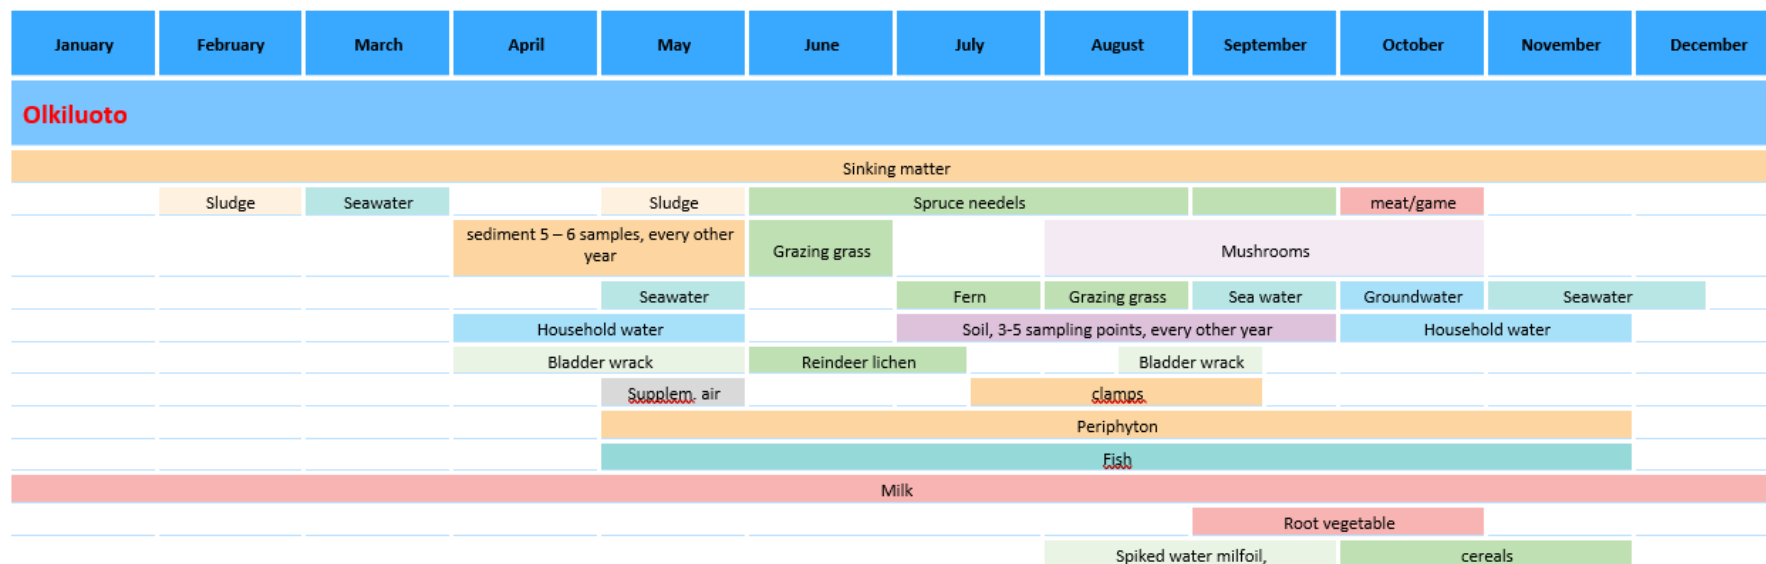 January February March April May June July August September October November December
Olkiluoto
Sinking matter
Sludge Seawater Sludge Spruce needels meat/game
sediment 5 – 6 samples, every other
year
Grazing grass Mushrooms
Seawater Fern Grazing grass Sea water Groundwater Seawater
Household water Soil, 3-5 sampling points, every other year Household water
Bladder wrack Reindeer lichen Bladder wrack
Supplem. air clamps
Periphyton
Fish
Milk
Root vegetable
Spiked water milfoil, cereals